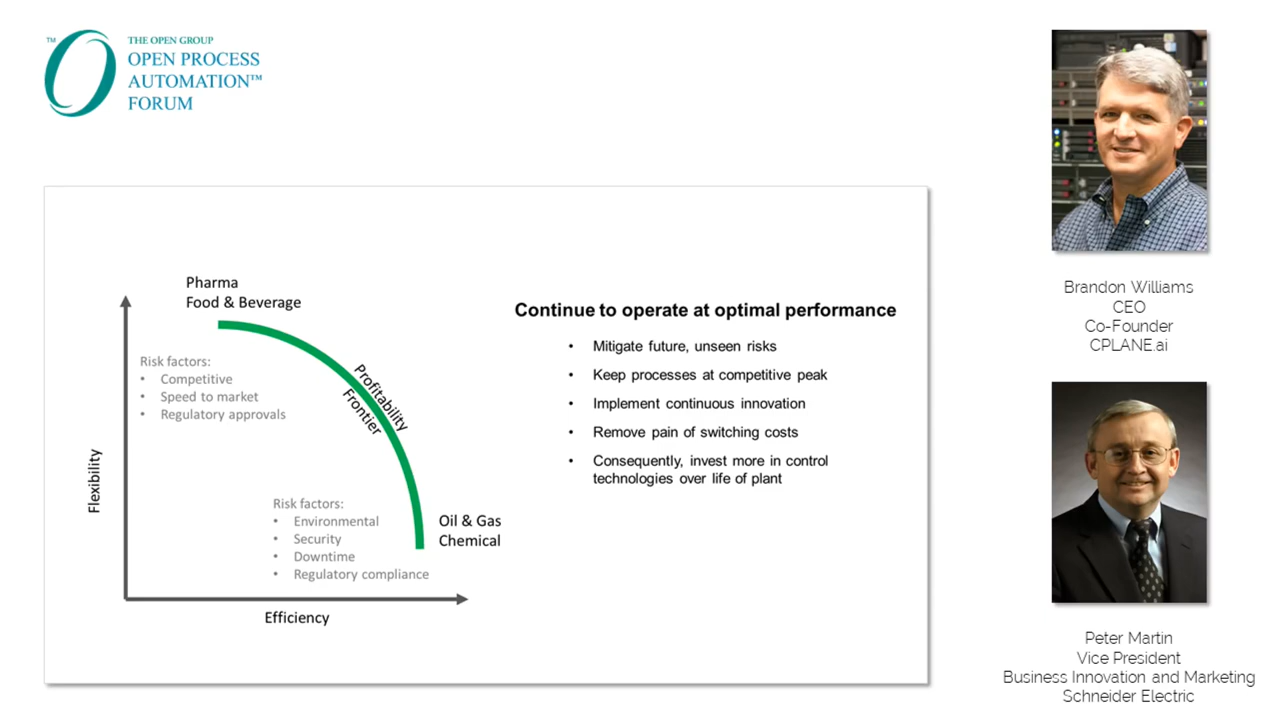 ™
THE OPEN GROUP
OPEN PROCESS
AUTOMATION™
FORUM
Pharma
Food & Beverage
Risk factors:
• Competitive
• Speed to market
• Regulatory approvals
Profitability
Frontier
Flexibility
Risk factors:
• Environmental
• Security
• Downtime
• Regulatory compliance
Oil & Gas
Chemical
Efficiency
Continue to operate at optimal performance
• Mitigate future, unseen risks
• Keep processes at competitive peak
• Implement continuous innovation
• Remove pain of switching costs
• Consequently, invest more in control
technologies over life of plant
Brandon Williams
CEO
Co-Founder
CPLANE.ai
Peter Martin
Vice President
Business Innovation and Marketing
Schneider Electric